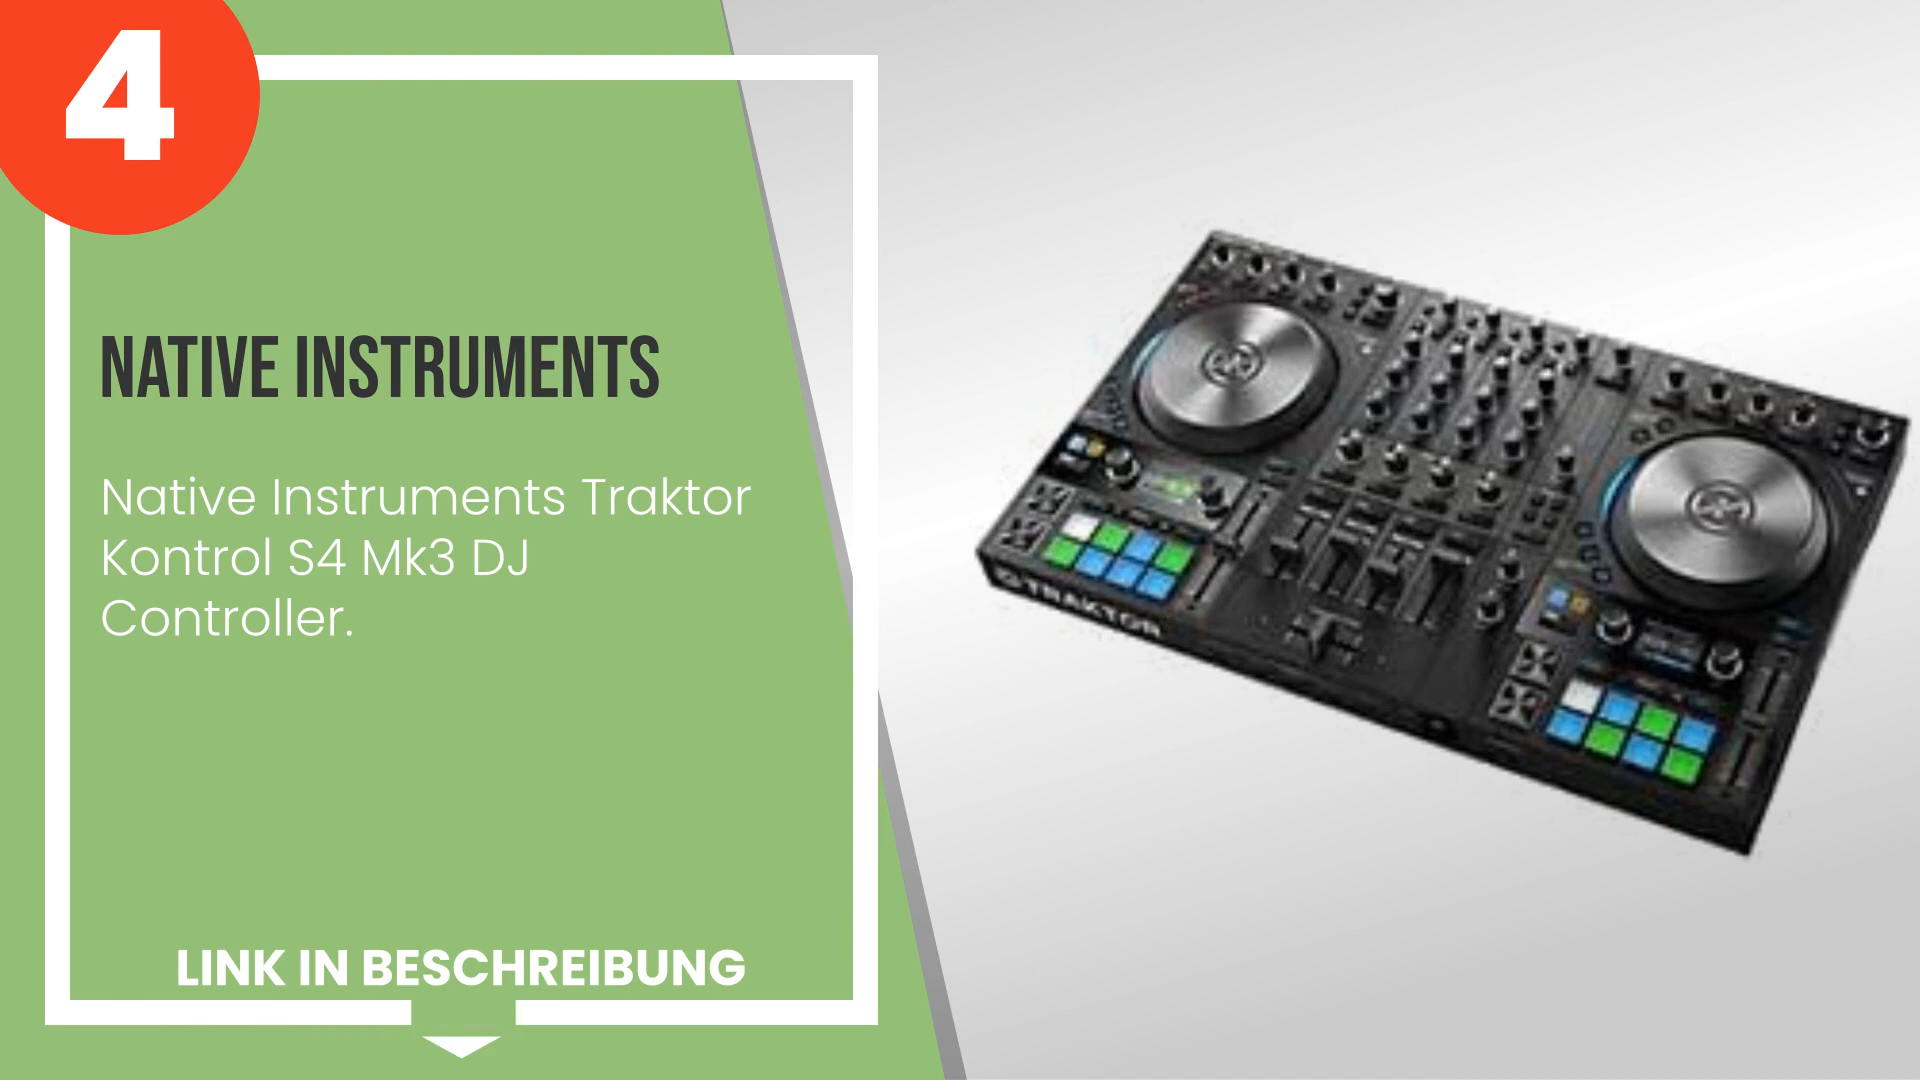 4
NATIVE INSTRUMENTS
Native Instruments Traktor
Kontrol S4 Mk3 DJ
Controller.
LINK IN BESCHREIBUNG
TRAKTOR